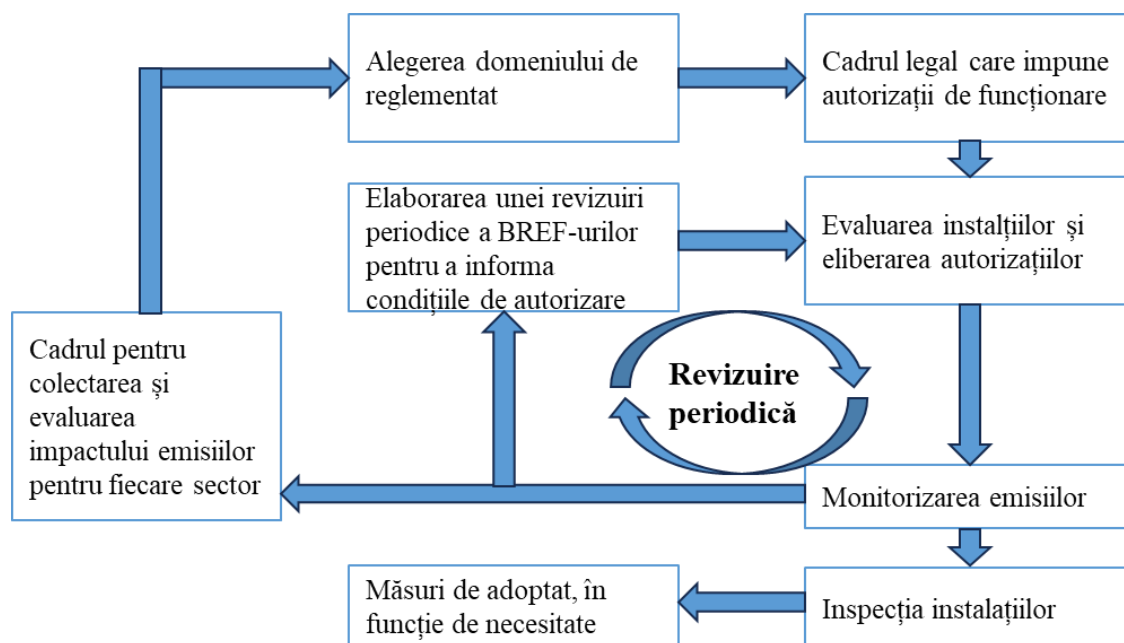 Alegerea domeniului de
reglementat
Cadrul legal care impune
autorizații de funcționare
Elaborarea unei revizuiri
periodice a BREF-urilor
pentru a informa
condițiile de autorizare
Evaluarea instalțiilor și
eliberarea autorizațiilor
Cadrul pentru
colectarea și
evaluarea
impactului emisiilor
pentru fiecare sector
Revizuire
periodică
Monitorizarea emisiilor
Măsuri de adoptat, în
funcție de necesitate
Inspecția instalațiilor